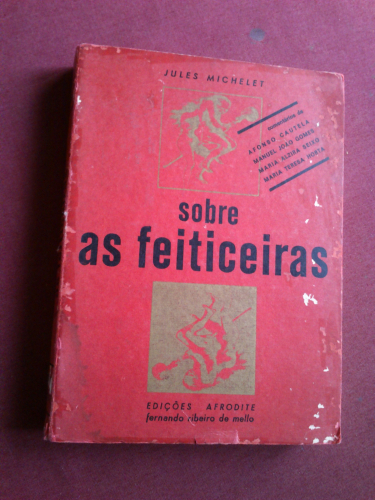 JULES MICHELET
comentários de
AFONSO CAUTELA
MANUEL JOÃO GOMES
MARIA ALZIRA SEIXO
MARIA TERESA HORTA
sobre
as feiticeiras
EDIÇÕES AFRODITE
fernando ribeiro de mello